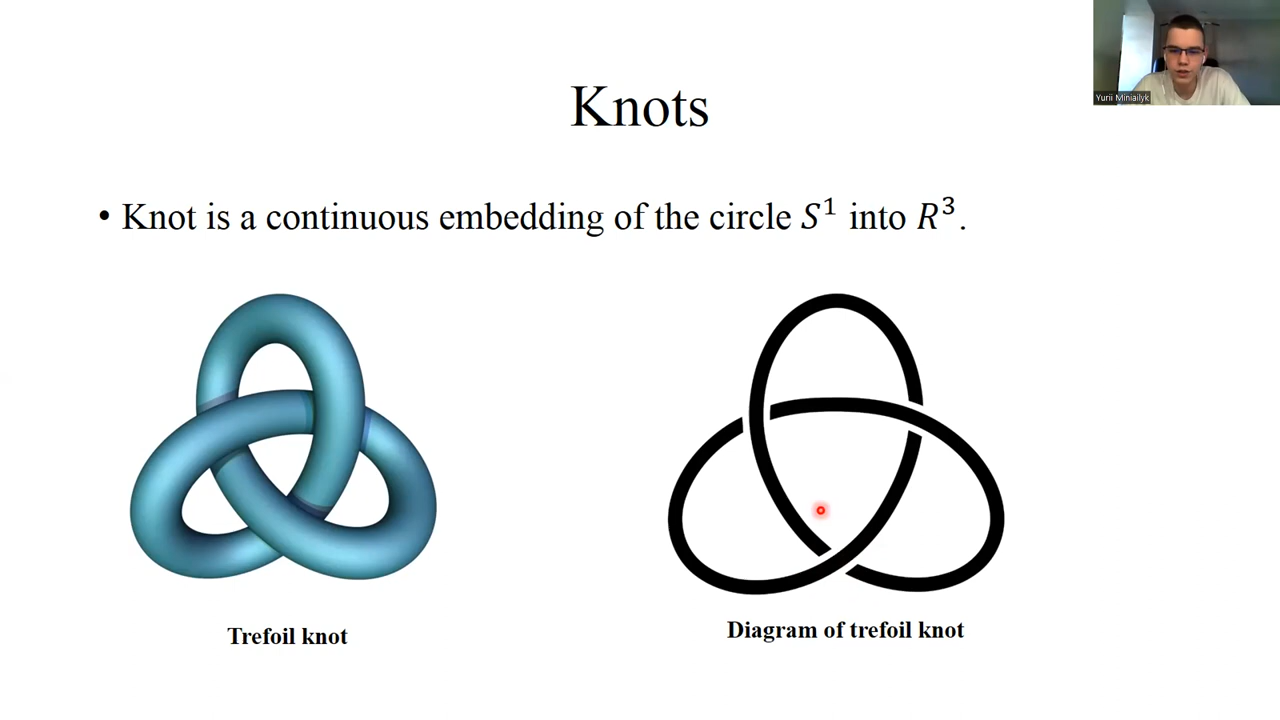 Yurii Miniailyk
Knots
• Knot is a continuous embedding of the circle 𝑆¹ into 𝑅³.
Trefoil knot
Diagram of trefoil knot